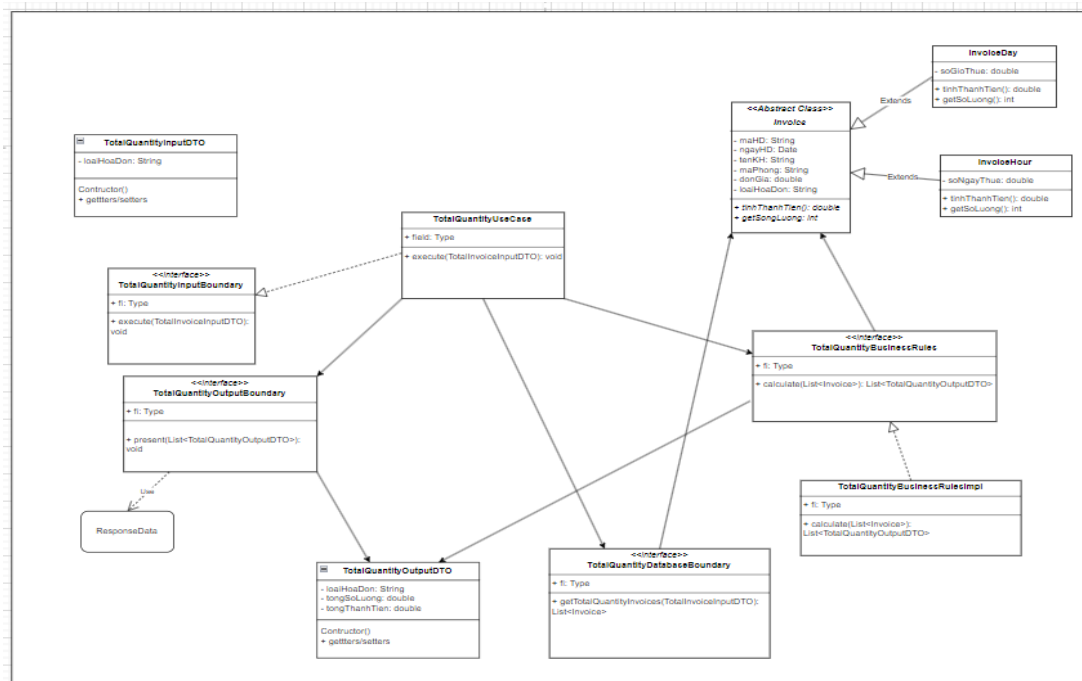 InvoiceDay
- soGioThue: double
+ tinhThanhTien(): double
+ getSoLuong(): int
Extends
<<Abstract Class>>
Invoice
- maHD: String
- ngayHD: Date
- tenKH: String
- maPhong: String
- donGia: double
- loaiHoaDon: String
+ tinhThanhTien(): double
+ getSongLuong: int
InvoiceHour
- soNgayThue: double
+ tinhThanhTien(): double
+ getSoLuong(): int
Extends
TotalQuantityInputDTO
- loaiHoaDon: String
Contructor()
+ gettters/setters
TotalQuantityUseCase
+ field: Type
+ execute(TotalInvoiceInputDTO): void
<<interface>>
TotalQuantityInputBoundary
+ fi: Type
+ execute(TotalInvoiceInputDTO):
void
<<interface>>
TotalQuantityOutputBoundary
+ fi: Type
+ present(List<TotalQuantityOutputDTO>):
void
Use
ResponseData
<<interface>>
TotalQuantityBusinessRules
+ fi: Type
+ calculate(List<Invoice>): List<TotalQuantityOutputDTO>
TotalQuantityBusinessRulesImpl
+ fi: Type
+ calculate(List<Invoice>):
List<TotalQuantityOutputDTO>
TotalQuantityOutputDTO
- loaiHoaDon: String
- tongSoLuong: double
- tongThanhTien: double
Contructor()
+ gettters/setters
<<interface>>
TotalQuantityDatabaseBoundary
+ fi: Type
+ getTotalQuantityInvoices(TotalInvoiceInputDTO):
List<Invoice>